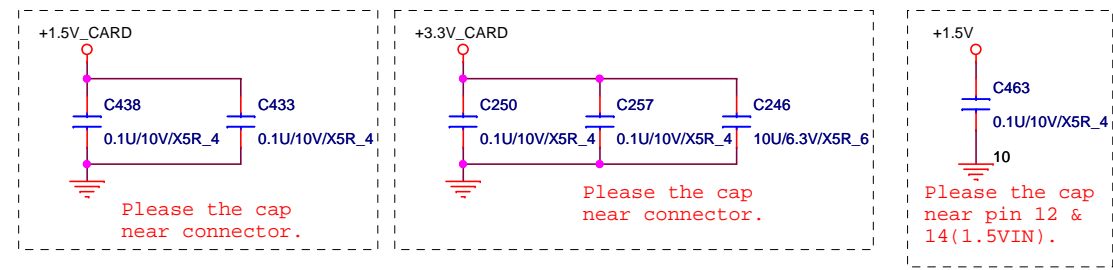 +1.5V_CARD
C438
0.1U/10V/X5R_4
C433
0.1U/10V/X5R_4
Please the cap
near connector.
+3.3V_CARD
C250
0.1U/10V/X5R_4
C257
0.1U/10V/X5R_4
C246
10U/6.3V/X5R_6
Please the cap
near connector.
+1.5V
C463
0.1U/10V/X5R_4
10
Please the cap
near pin 12 &
14(1.5VIN).